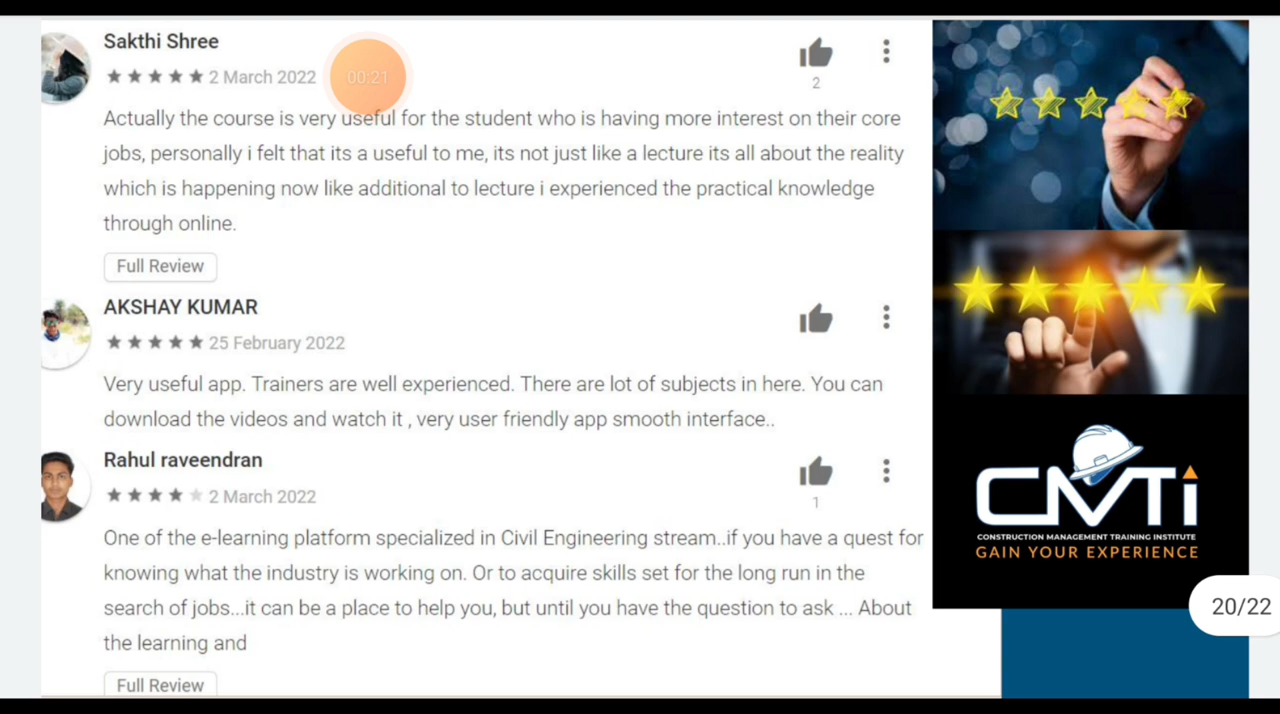 Sakthi Shree
2 March 2022
00:21
2
Actually the course is very useful for the student who is having more interest on their core
jobs, personally i felt that its a useful to me, its not just like a lecture its all about the reality
which is happening now like additional to lecture i experienced the practical knowledge
through online.
Full Review
AKSHAY KUMAR
25 February 2022
Very useful app. Trainers are well experienced. There are lot of subjects in here. You can
download the videos and watch it , very user friendly app smooth interface..
Rahul raveendran
2 March 2022
1
One of the e-learning platform specialized in Civil Engineering stream..if you have a quest for
knowing what the industry is working on. Or to acquire skills set for the long run in the
search of jobs...it can be a place to help you, but until you have the question to ask ... About
the learning and
Full Review
CMTi
CONSTRUCTION MANAGEMENT TRAINING INSTITUTE
GAIN YOUR EXPERIENCE
20/22